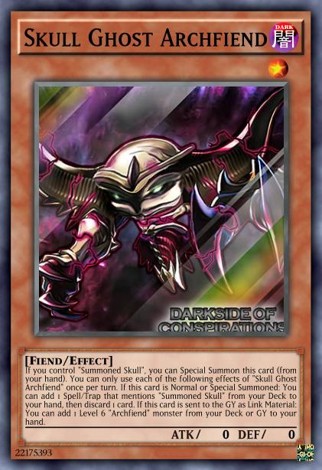 SKULL GHOST ARCHFIEND
DARK
闇
DARKSIDE OF
CONSPIRATIONS
[FIEND/EFFECT]
If you control "Summoned Skull", you can Special Summon this card (from
your hand). You can only use each of the following effects of "Skull Ghost
Archfiend" once per turn. If this card is Normal or Special Summoned: You
can add 1 Spell/Trap that mentions "Summoned Skull" from your Deck to
your hand, then discard 1 card. If this card is sent to the GY as Link Material:
You can add 1 Level 6 "Archfiend" monster from your Deck or GY to your
hand.
ATK/ 0 DEF/ 0
22175393